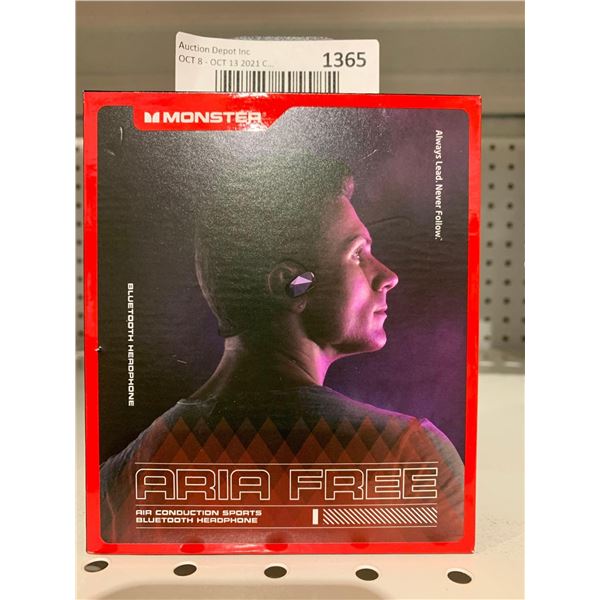 Auction Depot Inc
OCT 8 - OCT 13 2021 C...
1365
MONSTER
Always Lead. Never Follow.
BLUETOOTH HEADPHONE
ARIA FREE
AIR CONDUCTION SPORTS
BLUETOOTH HEADPHONE